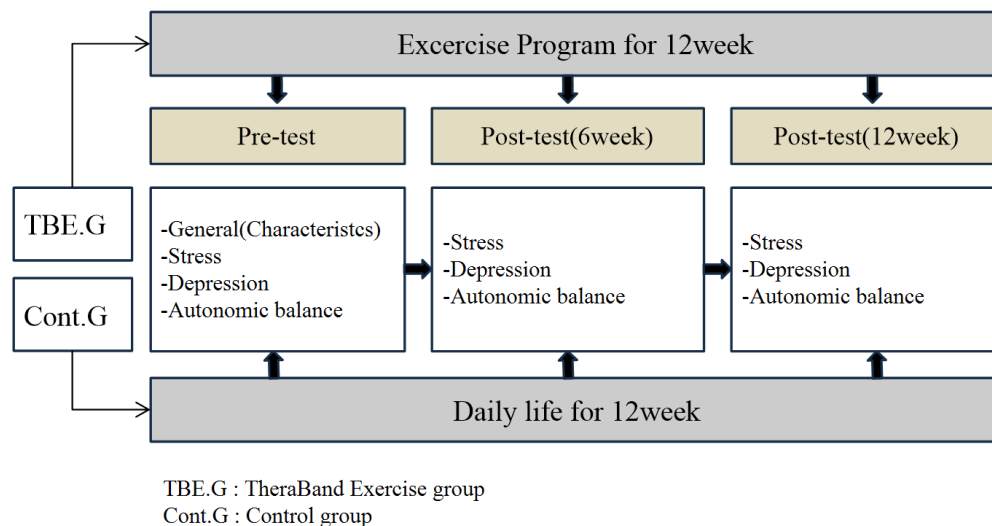 Excercise Program for 12week
Pre-test
Post-test(6week)
Post-test(12week)
TBE.G
Cont.G
-General(Characteristcs)
-Stress
-Depression
-Autonomic balance
-Stress
-Depression
-Autonomic balance
-Stress
-Depression
-Autonomic balance
Daily life for 12week
TBE.G : TheraBand Exercise group
Cont.G : Control group